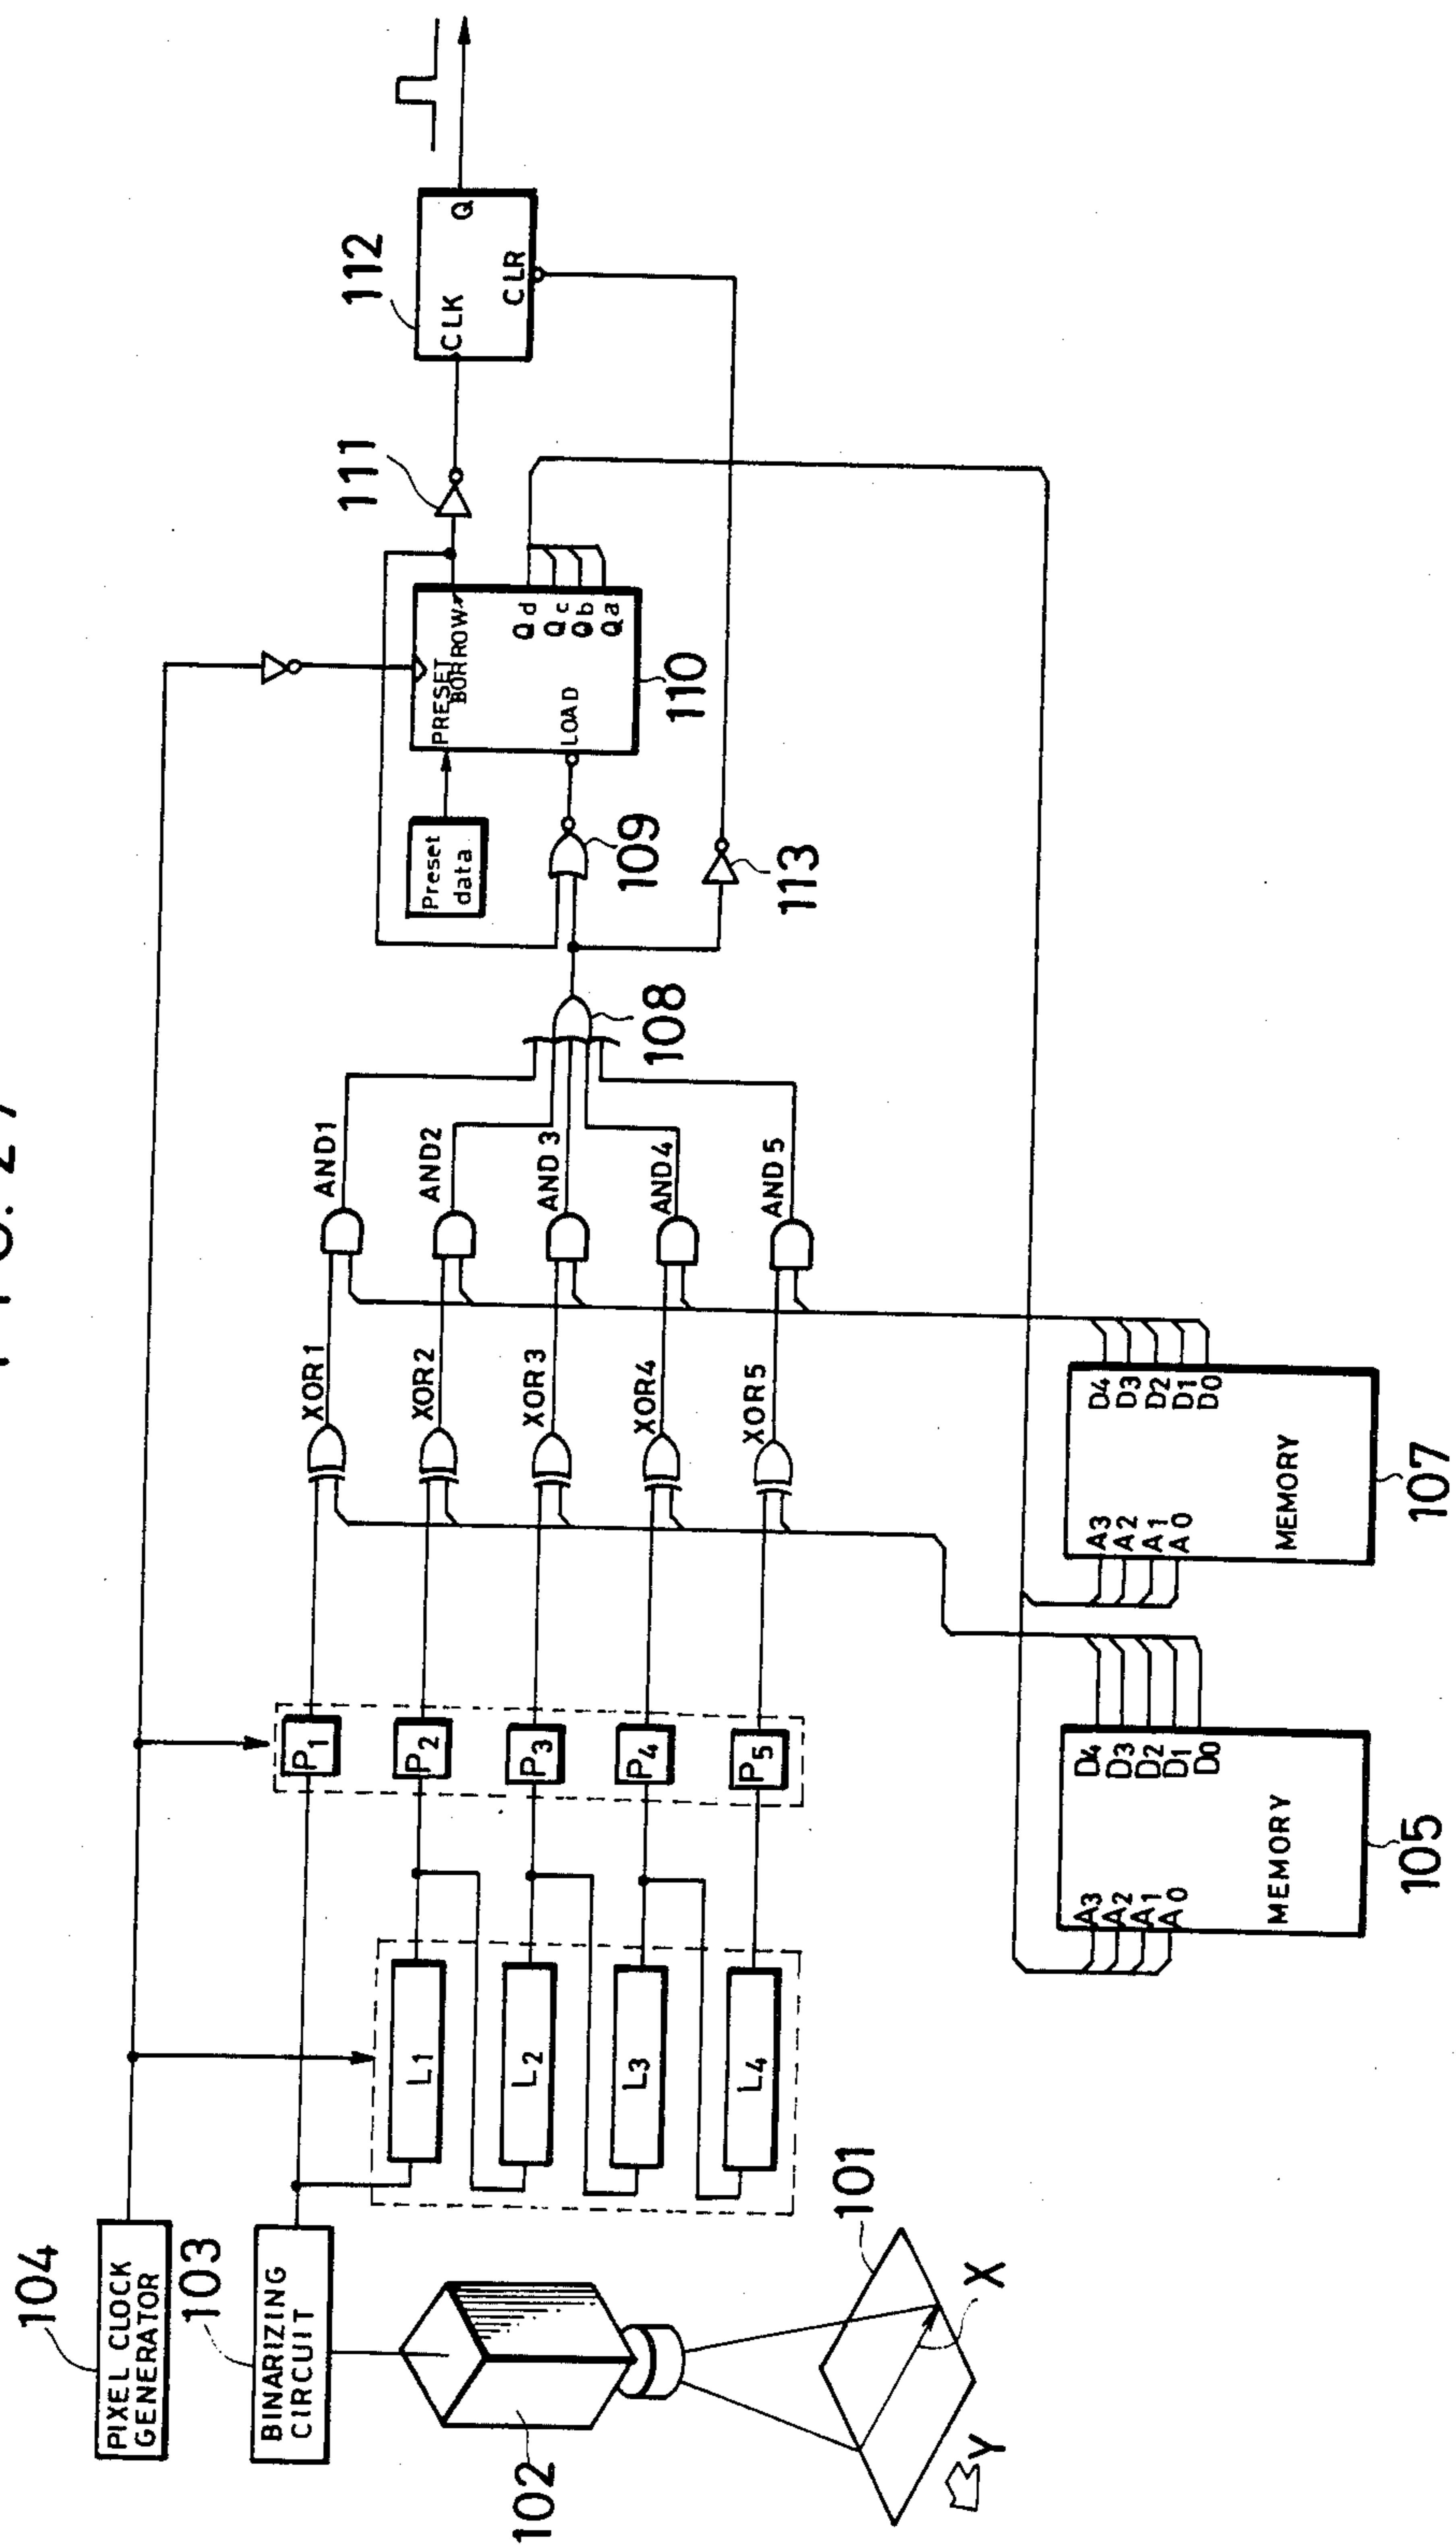 104
PIXEL CLOCK
GENERATOR
103
BINARIZING
CIRCUIT
102
101
X
Y
L1
L2
L3
L4
P1
P2
P3
P4
P5
XOR1
XOR2
XOR3
XOR4
XOR5
AND1
AND2
AND3
AND4
AND5
108
109
113
Preset
data
PRESET
BORROW
LOAD
Qd
Qc
Qb
Qa
110
111
112
CLK
Q
CLR
A3
A2
A1
A0
D4
D3
D2
D1
D0
MEMORY
105
A3
A2
A1
A0
D4
D3
D2
D1
D0
MEMORY
107